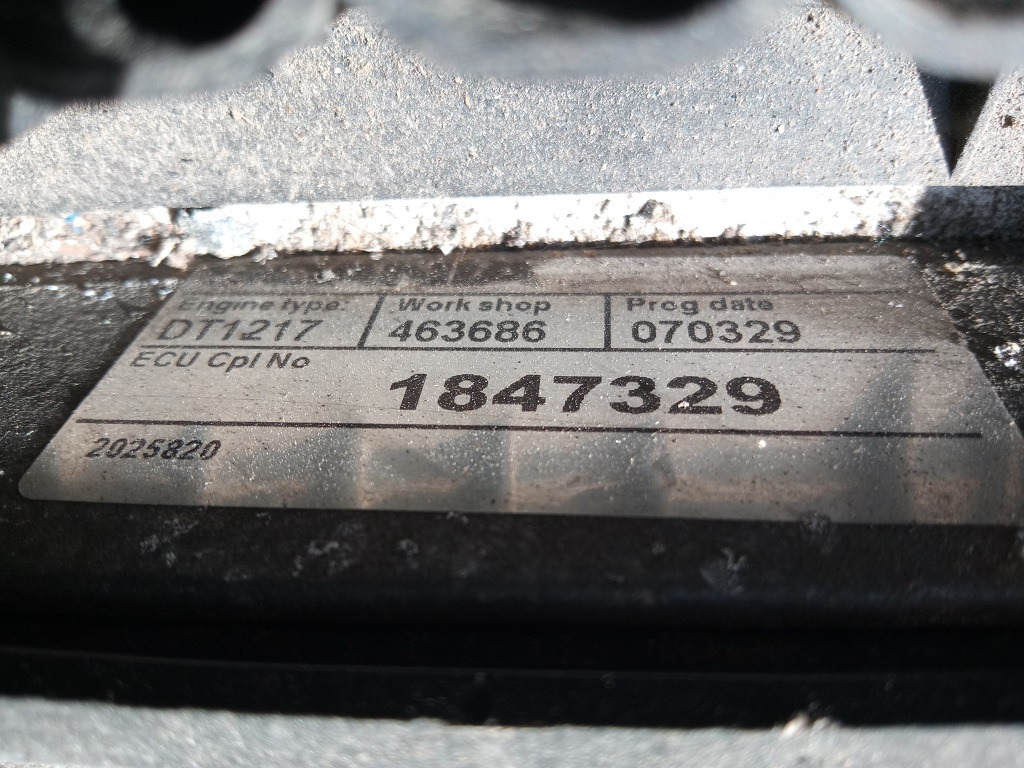 Engine type: Work shop Prog date
DT1217 463686 070329
ECU Cpl No
1847329
2025820